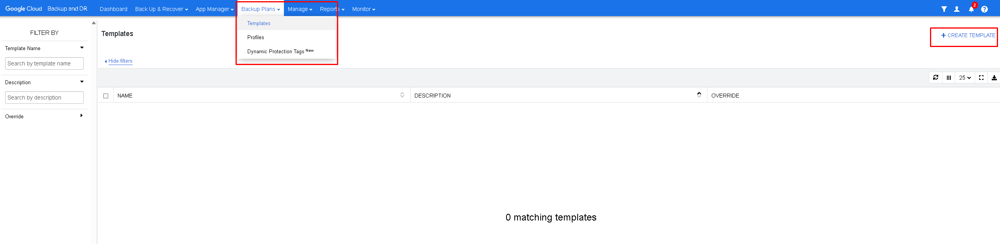 Google Cloud Backup and DR Dashboard Back Up & Recover App Manager Backup Plans Manage Reports Monitor 2
Templates
Profiles
Dynamic Protection Tags New
FILTER BY
Template Name
Search by template name
Description
Search by description
Override
Templates
+ CREATE TEMPLATE
Hide filters
25
NAME DESCRIPTION OVERRIDE
0 matching templates